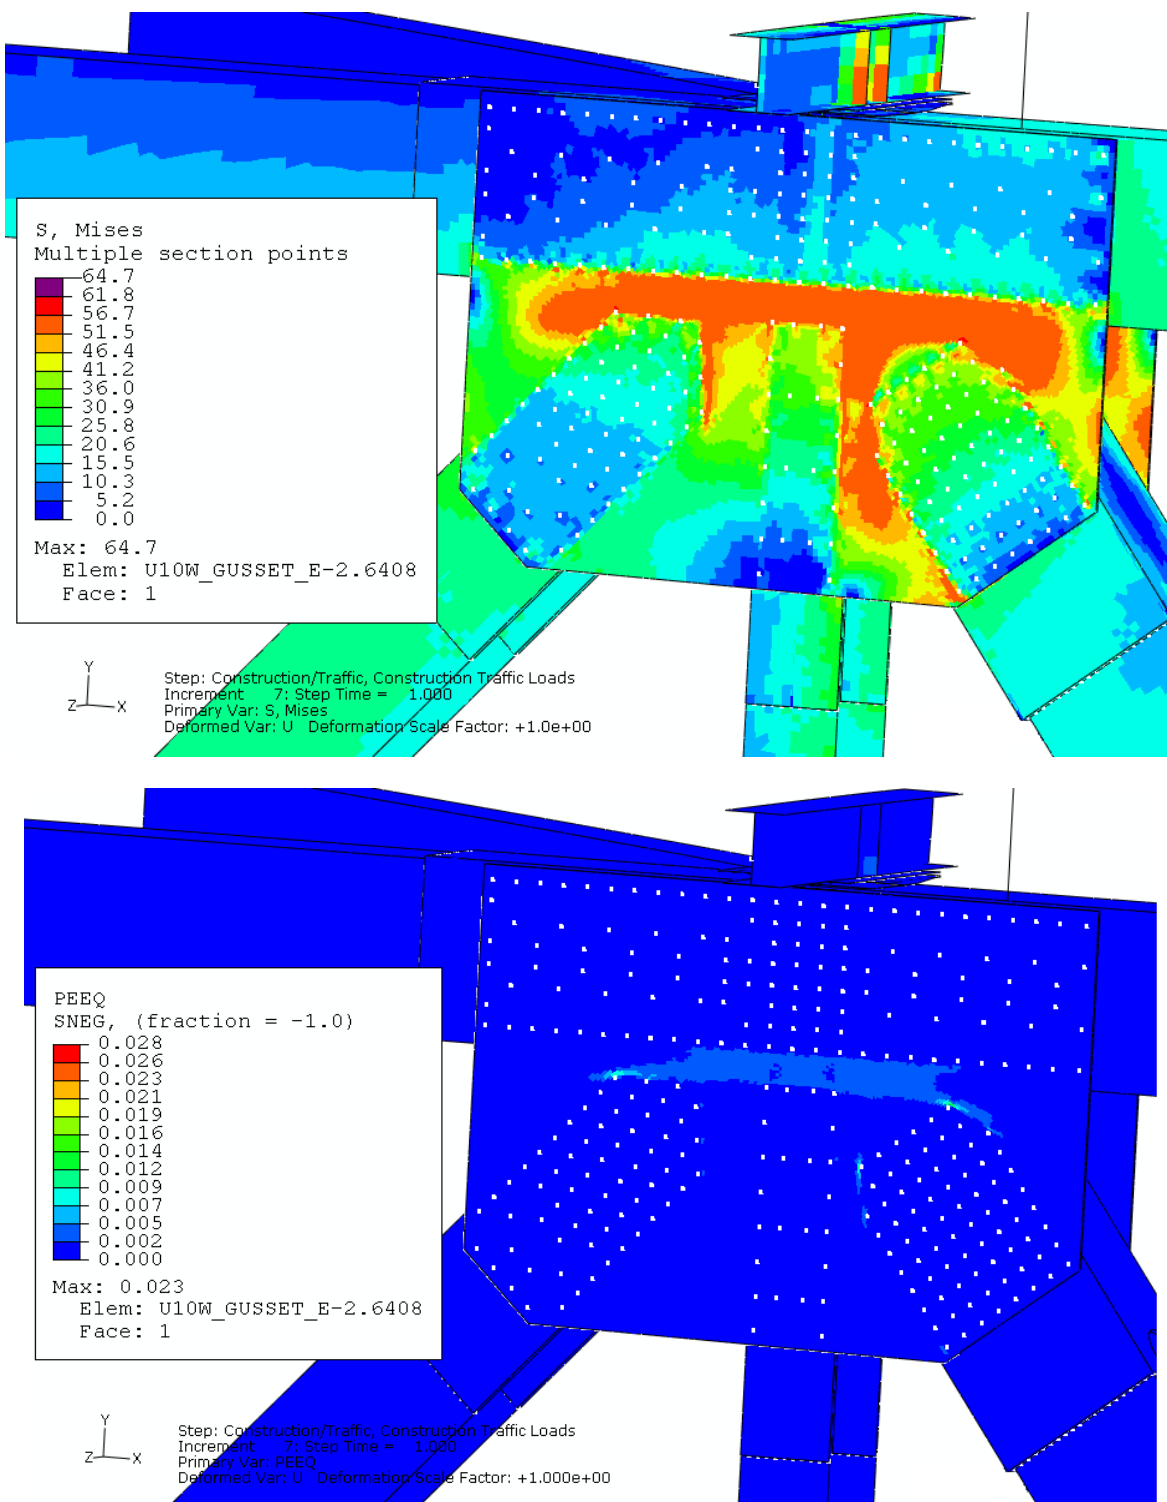 S, Mises
Multiple section points
64.7
61.8
56.7
51.5
46.4
41.2
36.0
30.9
25.8
20.6
15.5
10.3
5.2
0.0
Max: 64.7
Elem: U10W_GUSSET_E-2.6408
Face: 1
Y
Z X
Step: Construction/Traffic, Construction Traffic Loads
Increment 7: Step Time = 1.000
Primary Var: S, Mises
Deformed Var: U Deformation Scale Factor: +1.0e+00
PEEQ
SNEG, (fraction = -1.0)
0.028
0.026
0.023
0.021
0.019
0.016
0.014
0.012
0.009
0.007
0.005
0.002
0.000
Max: 0.023
Elem: U10W_GUSSET_E-2.6408
Face: 1
Y
Z X
Step: Construction/Traffic, Construction Traffic Loads
Increment 7: Step Time = 1.000
Primary Var: PEEQ
Deformed Var: U Deformation Scale Factor: +1.000e+00